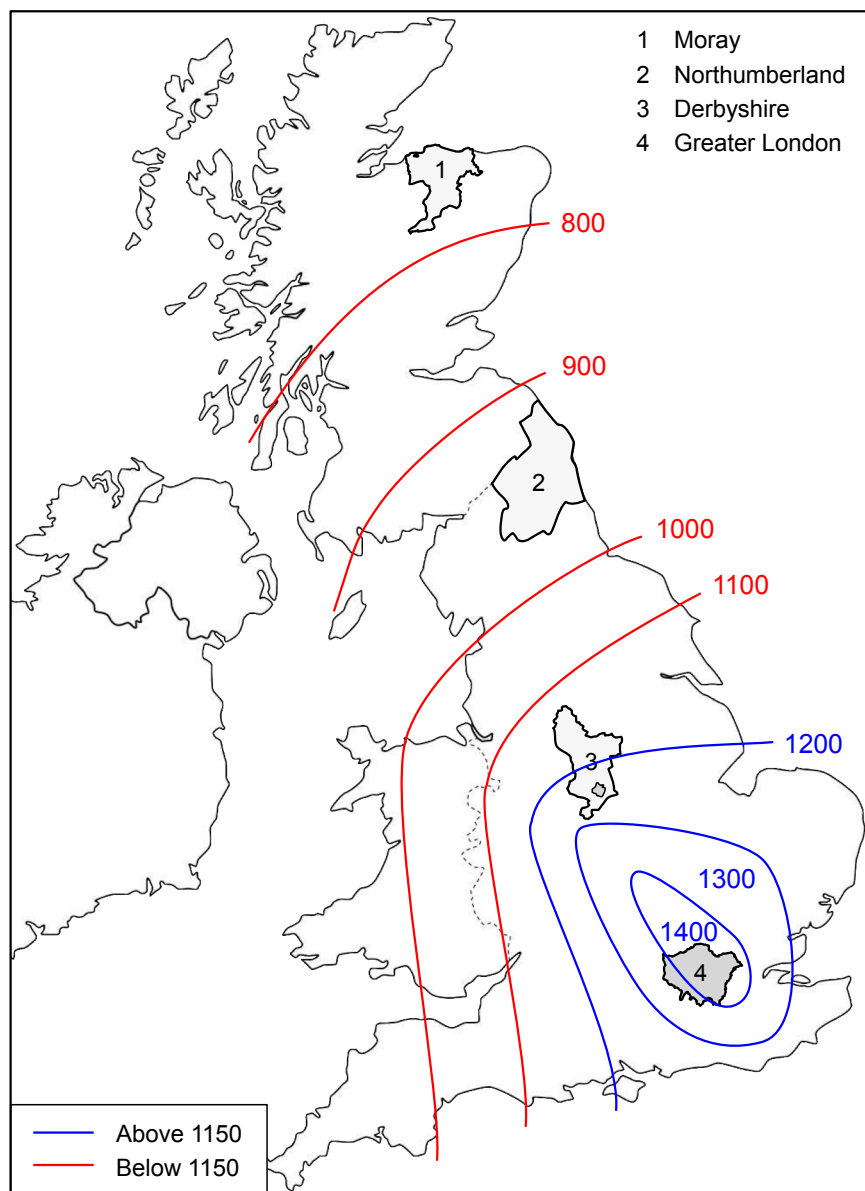 1 Moray
2 Northumberland
3 Derbyshire
4 Greater London
1
800
900
2
1000
1100
1200
3
1300
1400
4
Above 1150
Below 1150